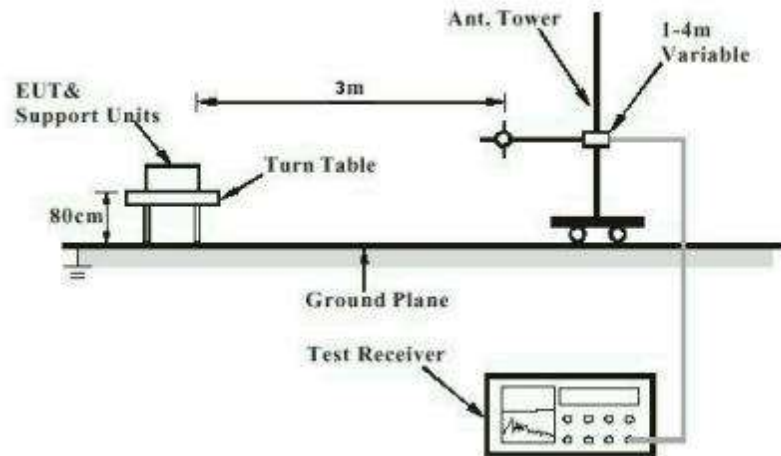 Ant. Tower
1-4m
Variable
3m
EUT&
Support Units
Turn Table
80cm
Ground Plane
Test Receiver